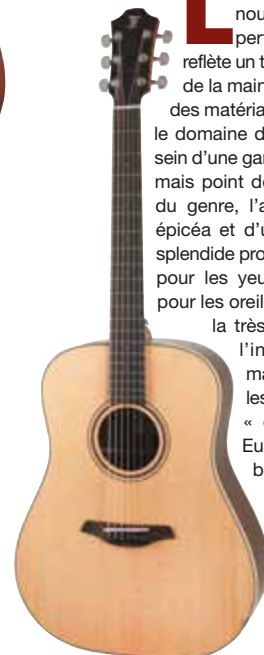 L
nou
per
reflète un t
de la main
des matéria
le domaine d
sein d'une gar
mais point de
du genre, l'a
épicéa et d'u
splendide pro
pour les yeu
pour les oreil
la très
l'in
ma
les
« 
Eu
b